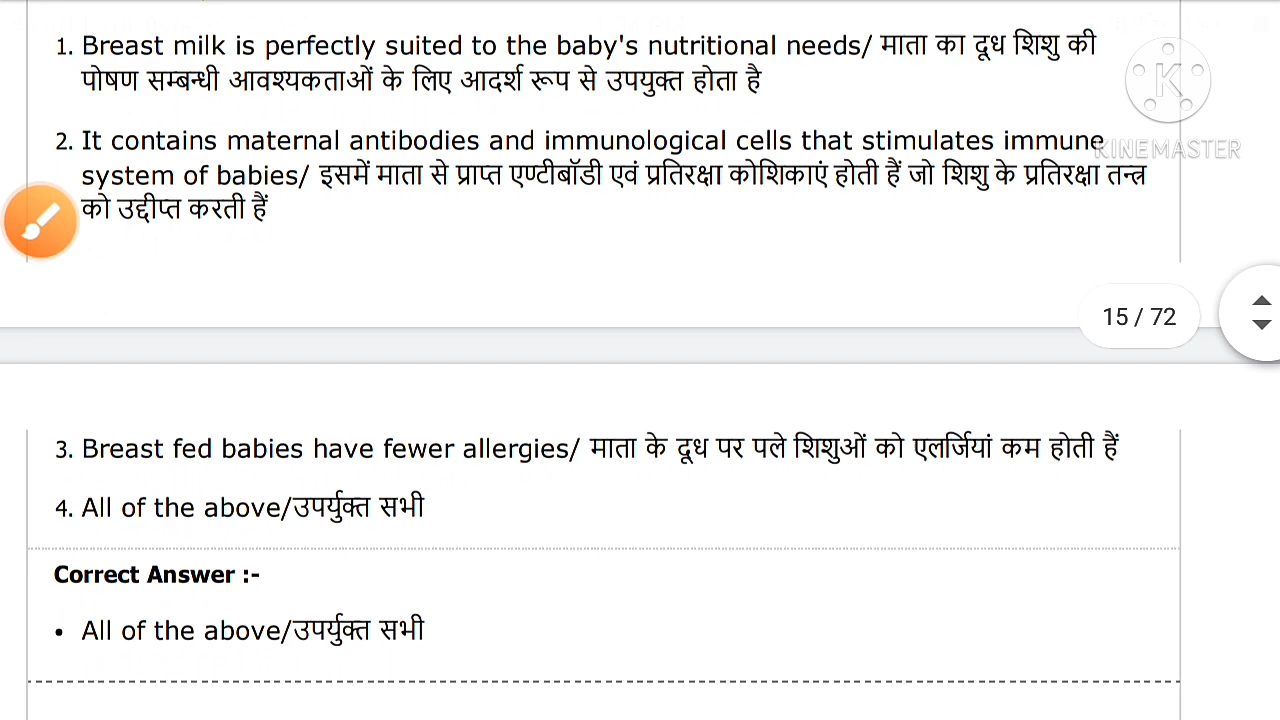 1. Breast milk is perfectly suited to the baby's nutritional needs/ माता का दूध शिशु की
पोषण सम्बन्धी आवश्यकताओं के लिए आदर्श रूप से उपयुक्त होता है
K
2. It contains maternal antibodies and immunological cells that stimulates immune
KINEMASTER
system of babies/ इसमें माता से प्राप्त एण्टीबॉडी एवं प्रतिरक्षा कोशिकाएं होती हैं जो शिशु के प्रतिरक्षा तन्त्र
को उद्दीप्त करती हैं
15 / 72
3. Breast fed babies have fewer allergies/ माता के दूध पर पले शिशुओं को एलर्जियां कम होती हैं
4. All of the above/उपर्युक्त सभी
Correct Answer :-
• All of the above/उपर्युक्त सभी